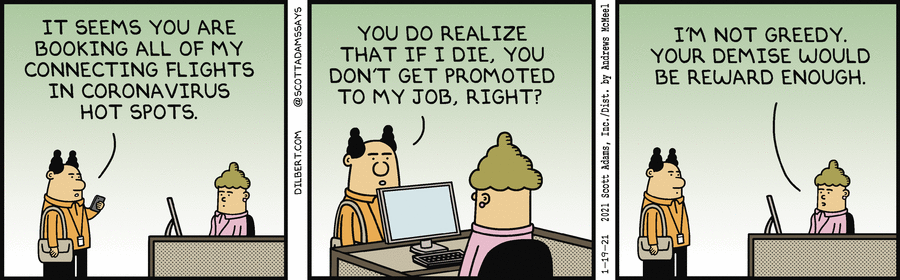 IT SEEMS YOU ARE
BOOKING ALL OF MY
CONNECTING FLIGHTS
IN CORONAVIRUS
HOT SPOTS.
DILBERT.COM @SCOTTADAMSSAYS
YOU DO REALIZE
THAT IF I DIE, YOU
DON'T GET PROMOTED
TO MY JOB, RIGHT?
1-19-21 2021 Scott Adams, Inc./Dist. by Andrews McMeel
I'M NOT GREEDY.
YOUR DEMISE WOULD
BE REWARD ENOUGH.